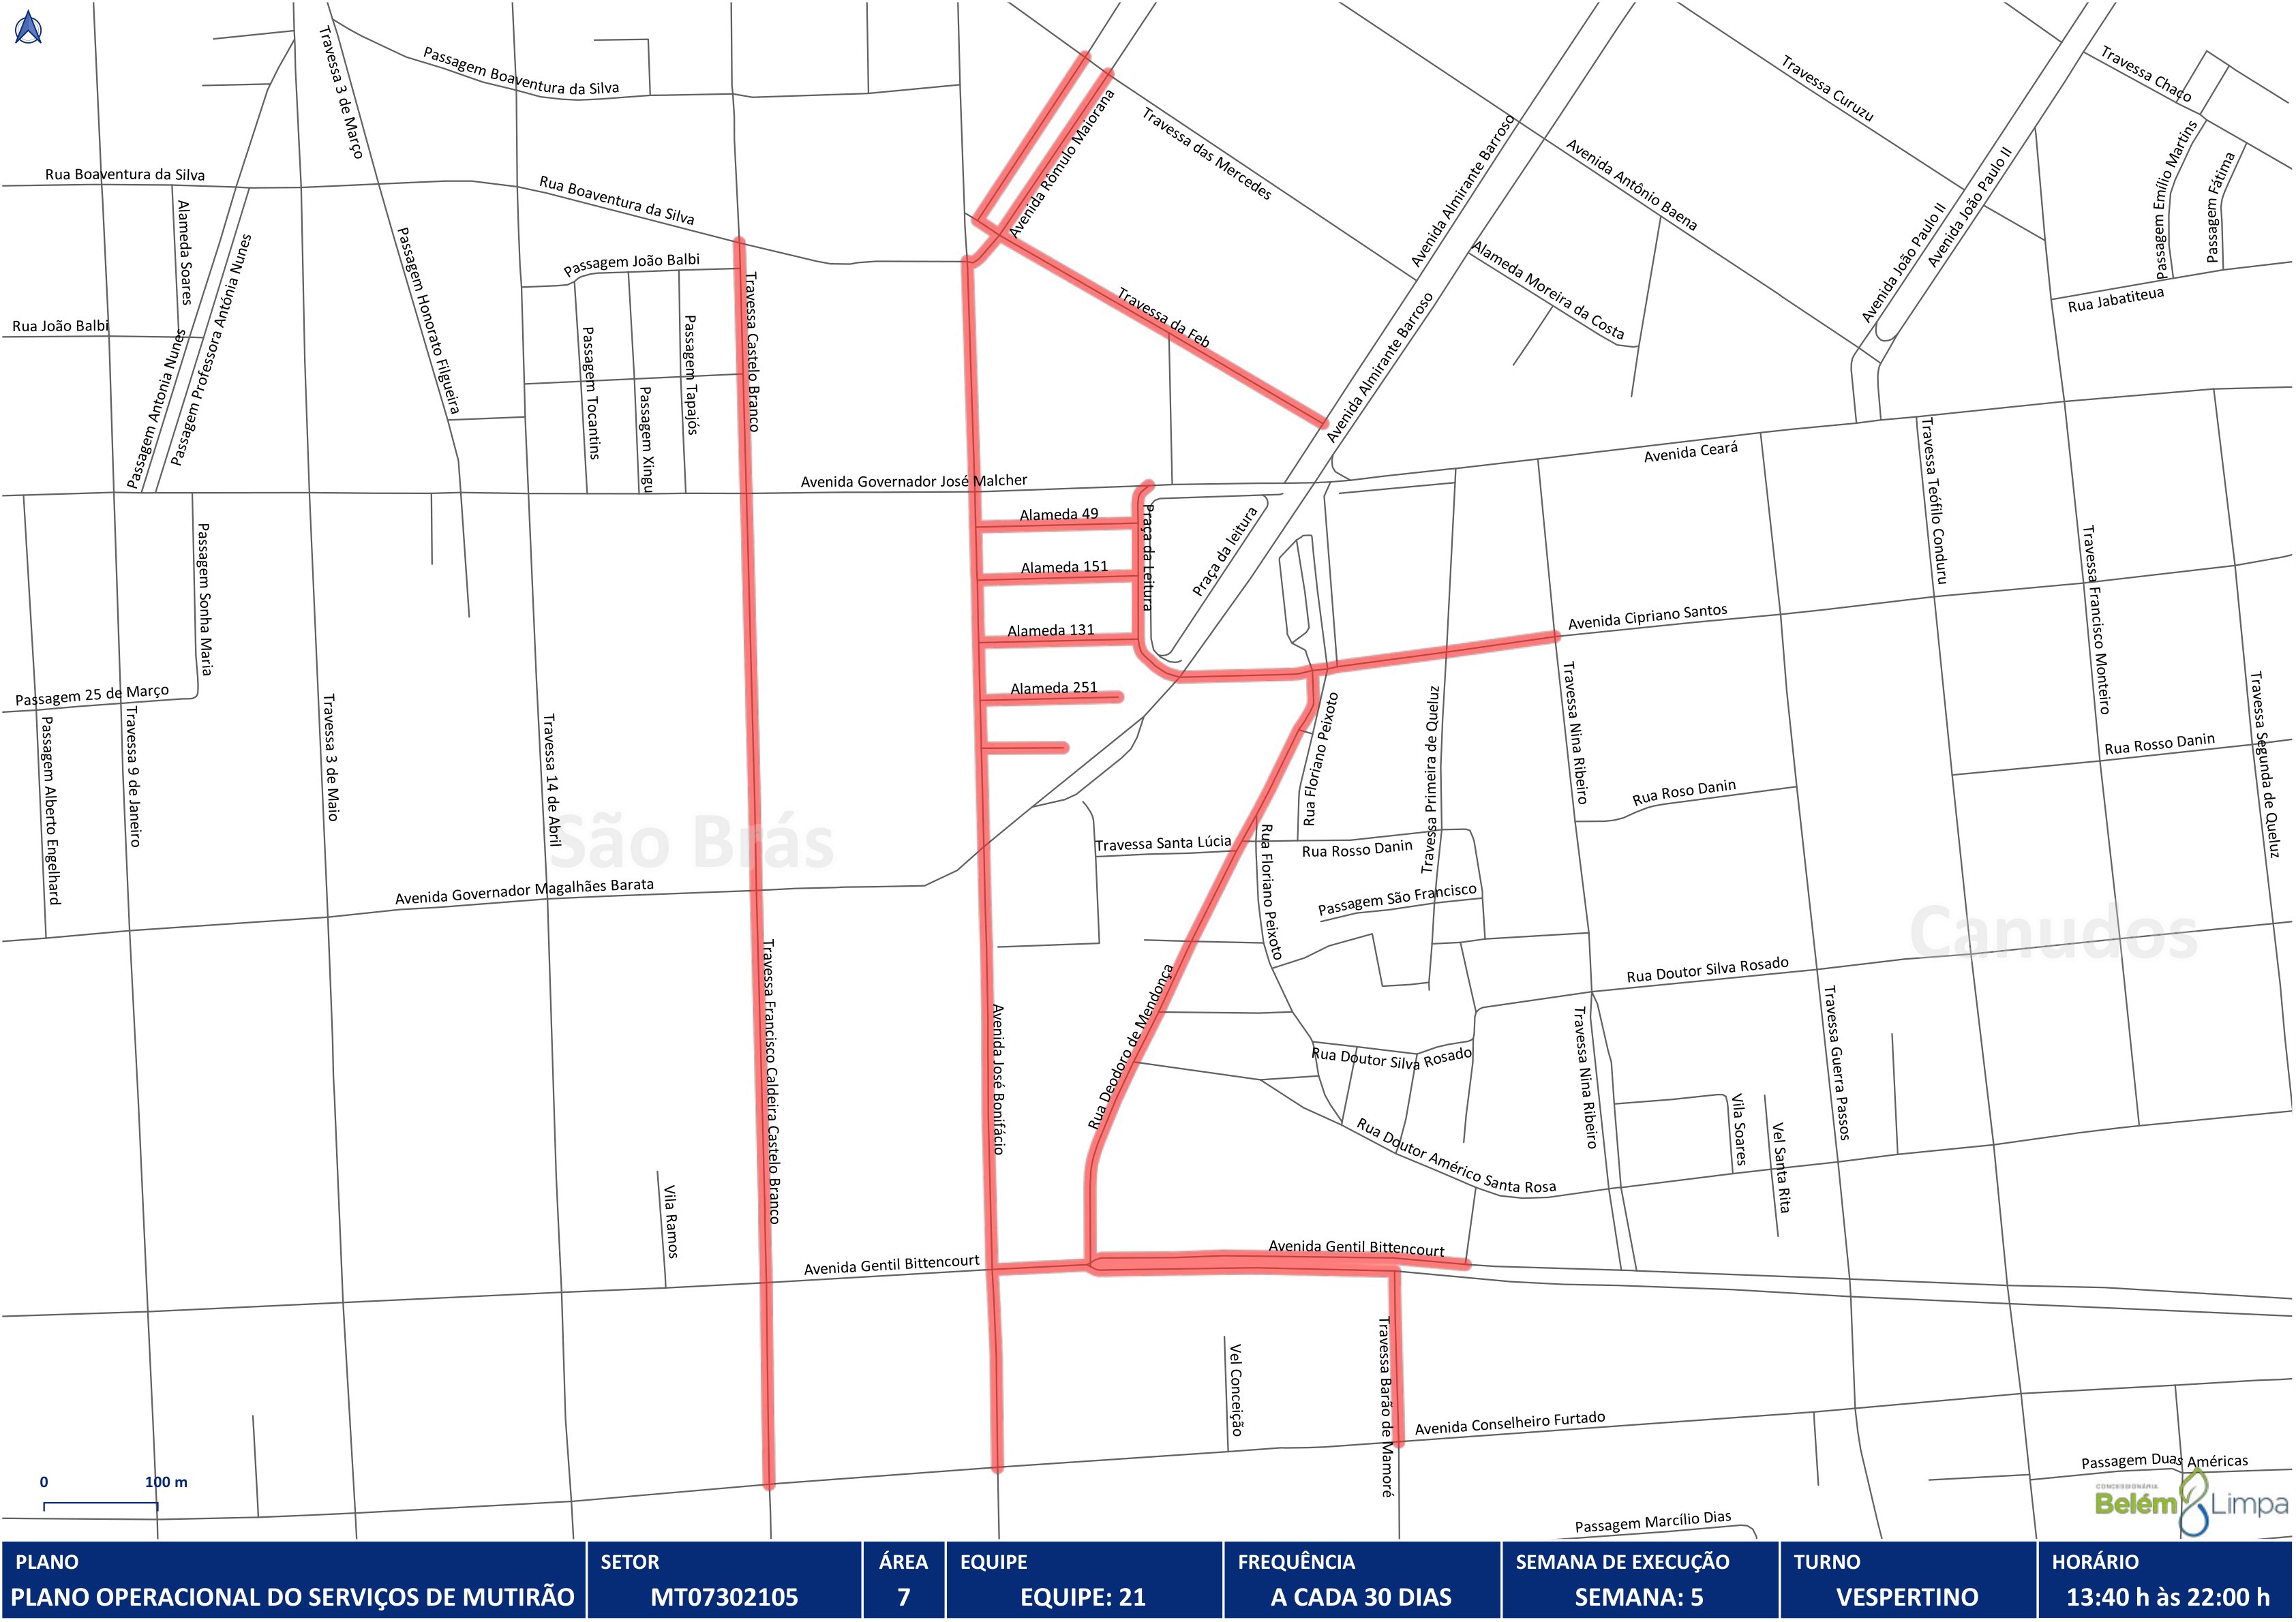 Travessa 3 de Março
Passagem Boaventura da Silva
Travessa Curuzu
Travessa Chaco
Avenida Rômulo Maiorana
Travessa das Mercedes
Avenida Almirante Barroso
Avenida Antônio Baena
Avenida João Paulo II
Avenida João Paulo II
Passagem Emílio Martins
Passagem Fátima
Rua Boaventura da Silva
Rua Boaventura da Silva
Alameda Soares
Passagem Honorato Filgueira
Passagem João Balbi
Alameda Moreira da Costa
Rua Jabatiteua
Rua João Balbi
Passagem Antonia Nunes
Passagem Professora Antónia Nunes
Passagem Tocantins
Passagem Xingu
Passagem Tapajós
Travessa Castelo Branco
Travessa da Feb
Avenida Almirante Barroso
Avenida Ceará
Avenida Governador José Malcher
Travessa Teófilo Conduru
Alameda 49
Praça da Leitura
Praça da leitura
Passagem Sonha Maria
Alameda 151
Travessa Francisco Monteiro
Alameda 131
Avenida Cipriano Santos
Passagem 25 de Março
Alameda 251
Passagem Alberto Engelhard
Travessa 9 de Janeiro
Travessa 3 de Maio
Travessa 14 de Abril
Rua Floriano Peixoto
Travessa Primeira de Queluz
Travessa Nina Ribeiro
Travessa Segunda de Queluz
Rua Rosso Danin
Rua Roso Danin
São Brás
Travessa Santa Lúcia
Rua Floriano Peixoto
Rua Rosso Danin
Avenida Governador Magalhães Barata
Passagem São Francisco
Canudos
Travessa Francisco Caldeira Castelo Branco
Avenida José Bonifácio
Rua Deodoro de Mendonça
Rua Doutor Silva Rosado
Rua Doutor Silva Rosado
Travessa Nina Ribeiro
Travessa Guerra Passos
Vila Soares
Vel Santa Rita
Rua Doutor Américo Santa Rosa
Vila Ramos
Avenida Gentil Bittencourt
Avenida Gentil Bittencourt
Vel Conceição
Travessa Barão de Mamoré
Avenida Conselheiro Furtado
Passagem Duas Américas
Passagem Marcílio Dias
0 100 m
CONCESSIONÁRIA
Belém Limpa
PLANO SETOR ÁREA EQUIPE FREQUÊNCIA SEMANA DE EXECUÇÃO TURNO HORÁRIO
PLANO OPERACIONAL DO SERVIÇOS DE MUTIRÃO MT07302105 7 EQUIPE: 21 A CADA 30 DIAS SEMANA: 5 VESPERTINO 13:40 h às 22:00 h